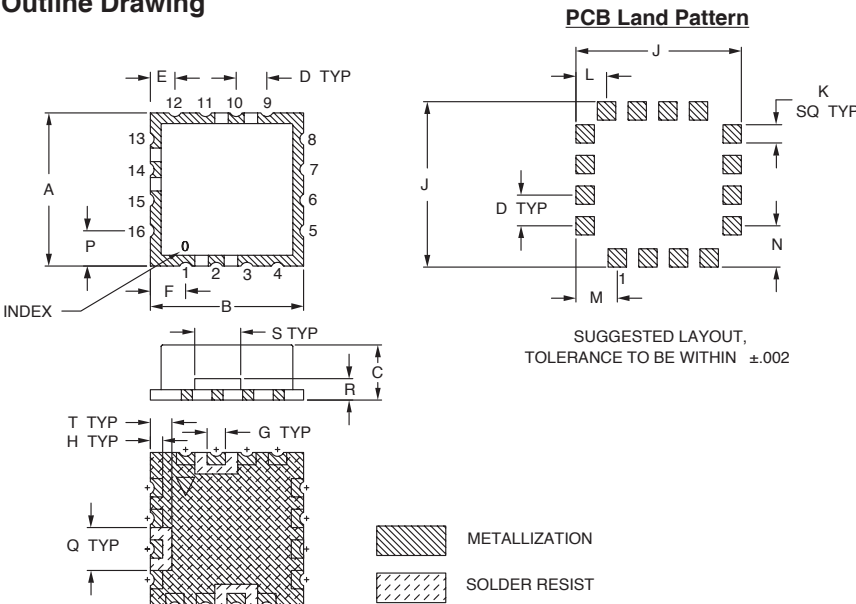 Outline Drawing
PCB Land Pattern
E
D TYP
12 11 10 9
13
14
15
16
8
7
6
5
A
P
0
1 2 3 4
F
B
INDEX
S TYP
C
R
T TYP
H TYP
G TYP
Q TYP
J
L
K
SQ TYP
J
D TYP
N
1
M
SUGGESTED LAYOUT,
TOLERANCE TO BE WITHIN ±.002
METALLIZATION
SOLDER RESIST